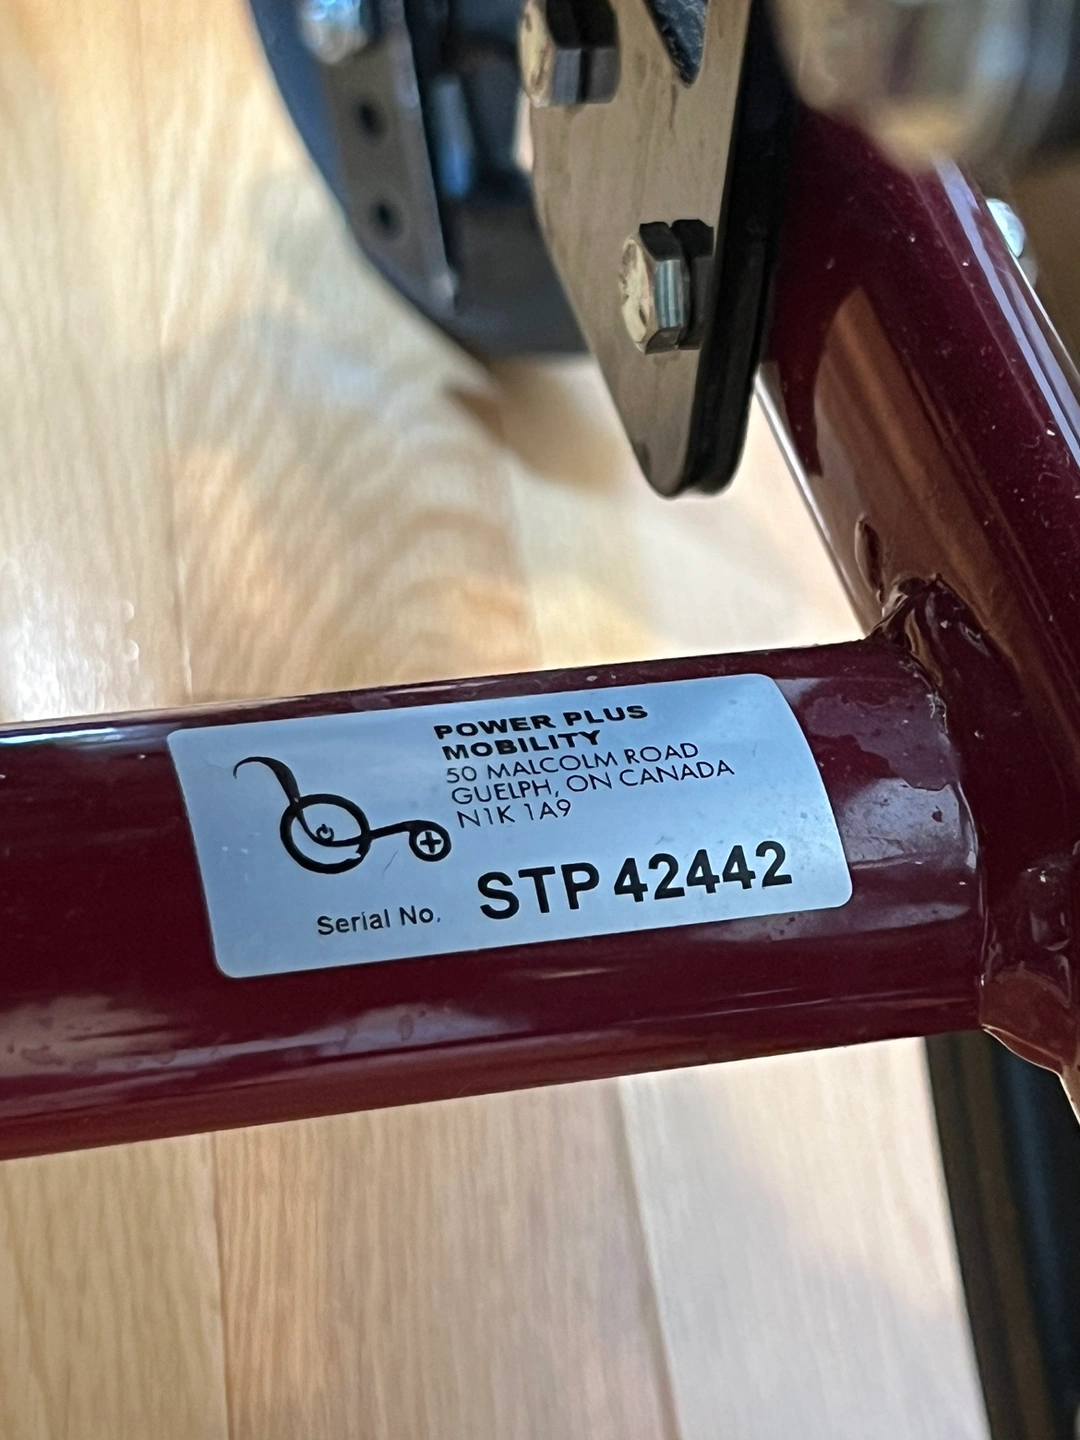 POWER PLUS
MOBILITY
50 MALCOLM ROAD
GUELPH, ON CANADA
N1K 1A9
Serial No. STP 42442